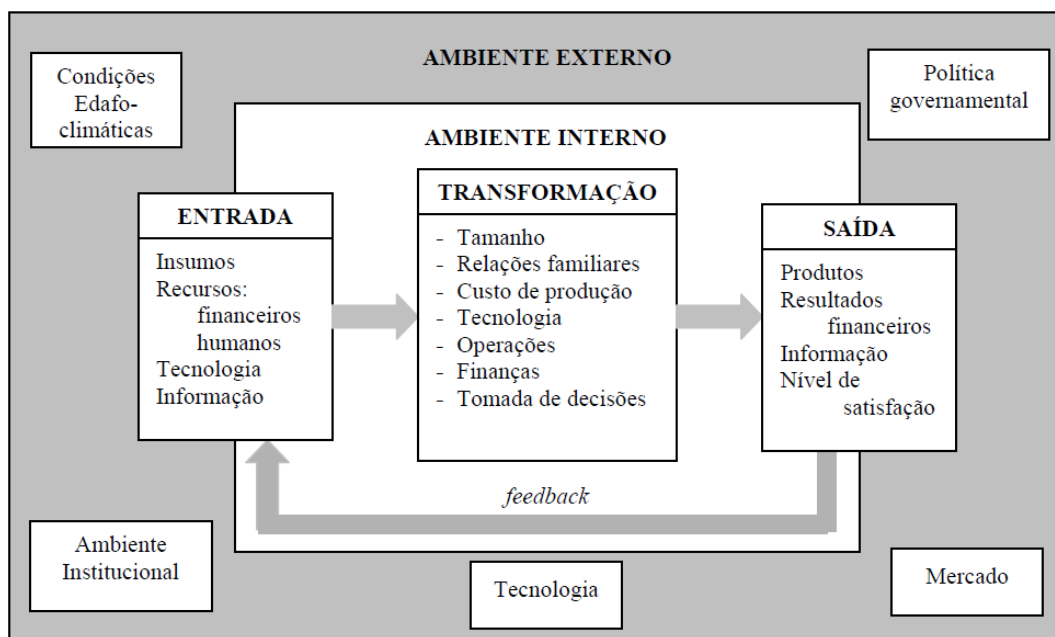 AMBIENTE EXTERNO
Condições
Edafo-
climáticas
Política
governamental
AMBIENTE INTERNO
ENTRADA
Insumos
Recursos:
financeiros
humanos
Tecnologia
Informação
TRANSFORMAÇÃO
- Tamanho
- Relações familiares
- Custo de produção
- Tecnologia
- Operações
- Finanças
- Tomada de decisões
SAÍDA
Produtos
Resultados
financeiros
Informação
Nível de
satisfação
feedback
Ambiente
Institucional
Tecnologia
Mercado